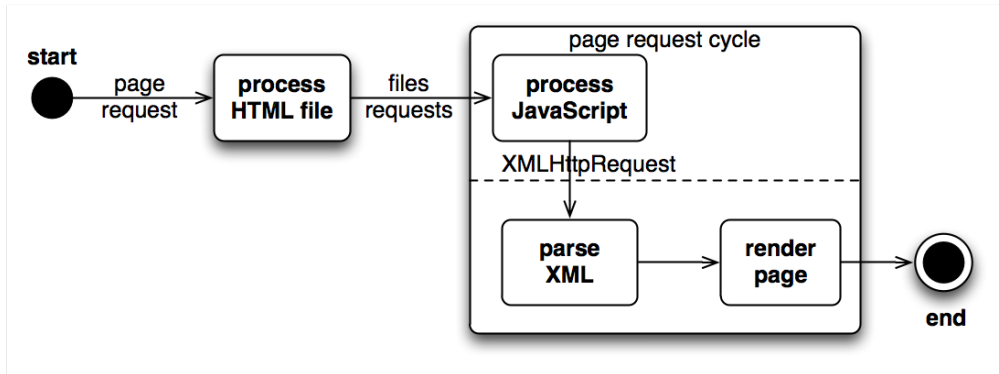 start
page
request
process
HTML file
files
requests
page request cycle
process
JavaScript
XMLHttpRequest
parse
XML
render
page
end